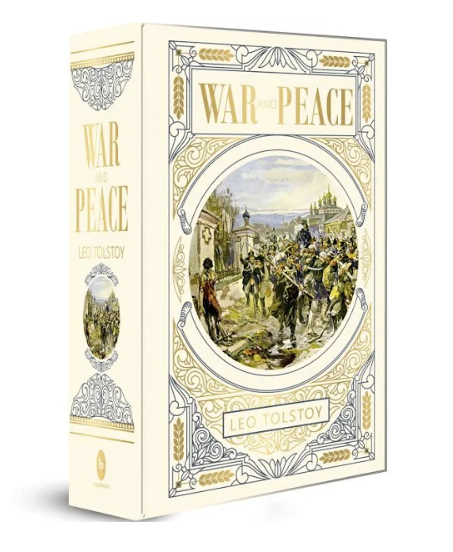 WAR
AND
PEACE
LEO TOLSTOY
WAR AND PEACE
LEO TOLSTOY